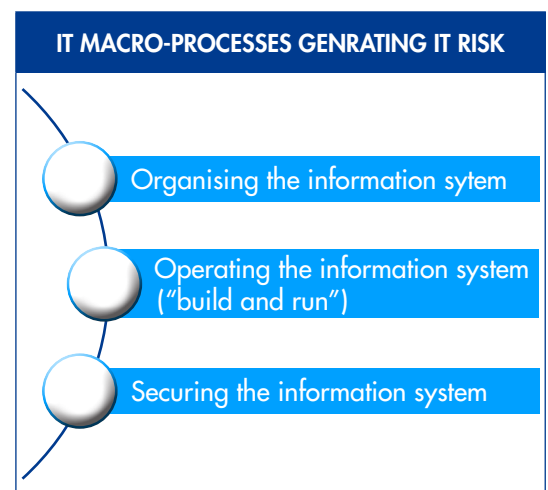 IT MACRO-PROCESSES GENRATING IT RISK
Organising the information sytem
Operating the information system
(“build and run”)
Securing the information system